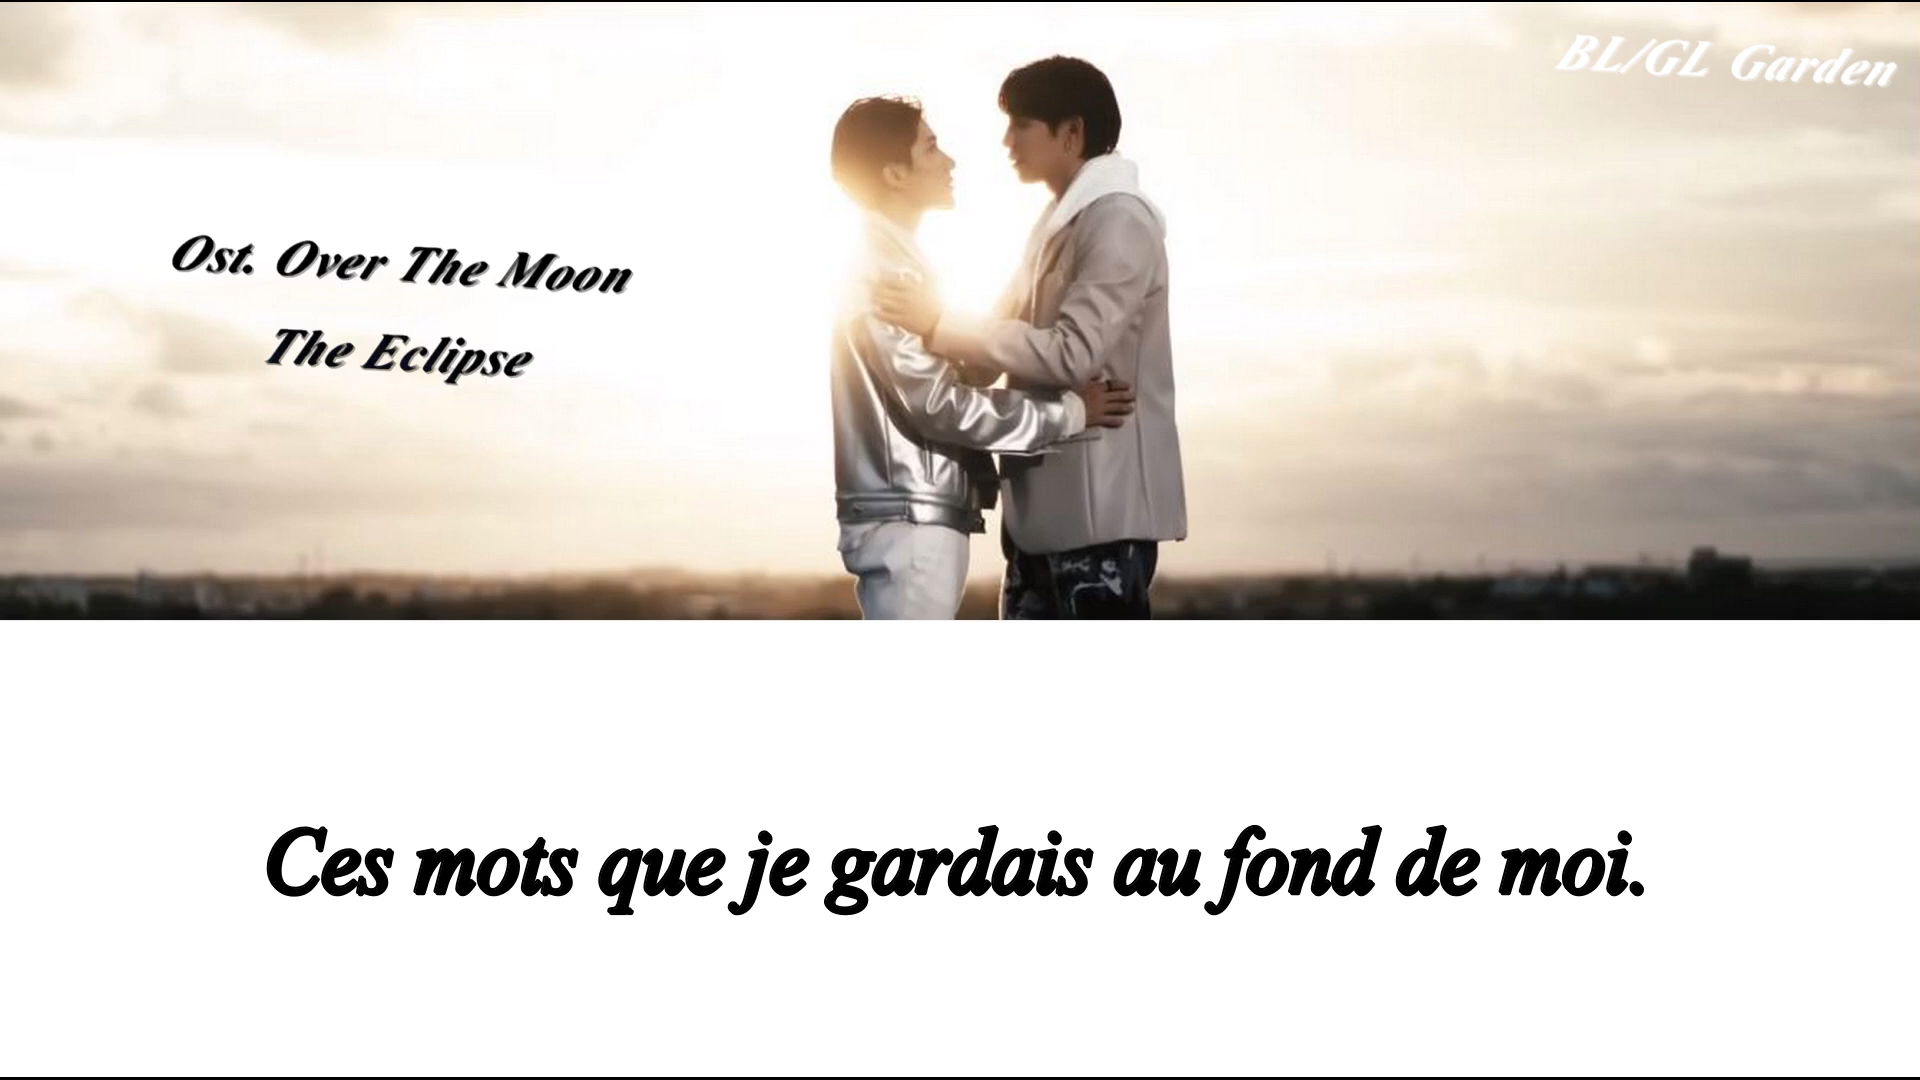 BL/GL Garden
Ost. Over The Moon
The Eclipse
Ces mots que je gardais au fond de moi.